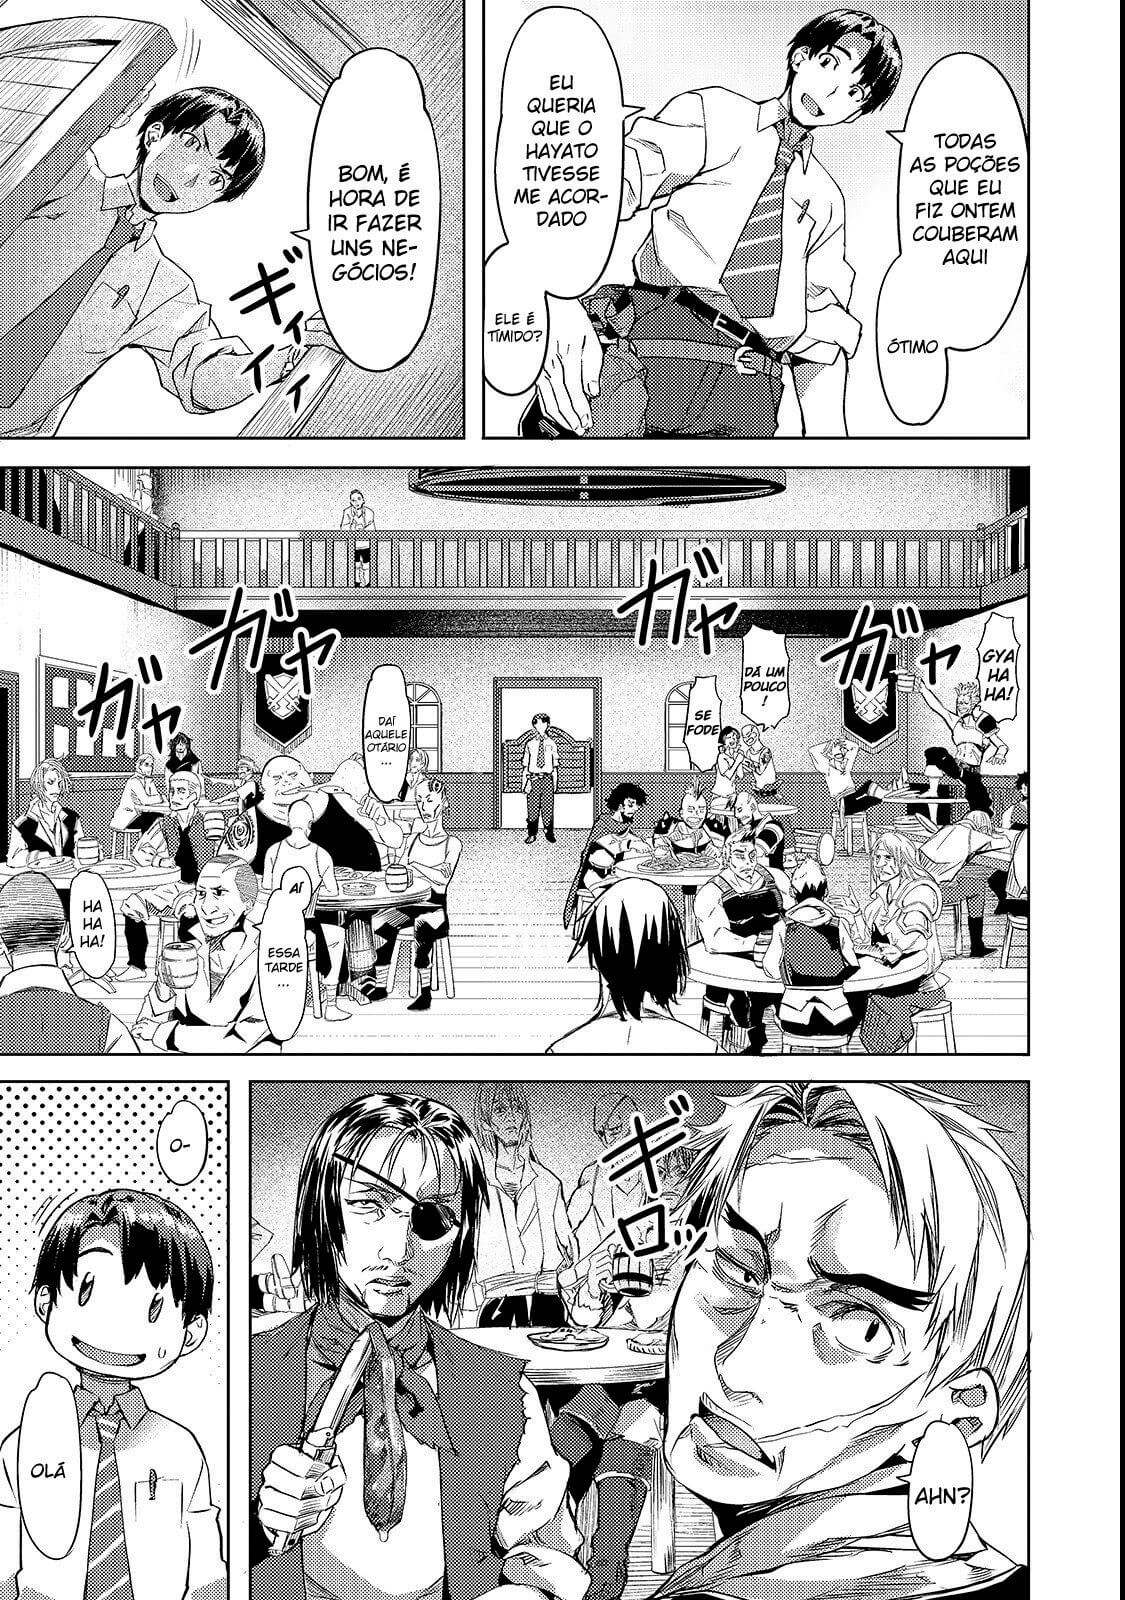 TODAS
AS POÇÕES
QUE EU
FIZ ONTEM
COUBERAM
AQUI
ÓTIMO
EU
QUERIA
QUE O
HAYATO
TIVESSE
ME ACOR-
DADO
ELE É
TÍMIDO?
BOM, É
HORA DE
IR FAZER
UNS NE-
GÓCIOS!
ギィイイィ
GYA
HA
HA!
DÁ UM
POUCO
!
SE
FODE
DAÍ
AQUELE
OTÁRIO
...
ガヤ
ガヤ
ガヤ
ガヤ
AÍ
ESSA
TARDE
...
HA
HA
HA!
ギロッ
AHN?
O-
OLÁ